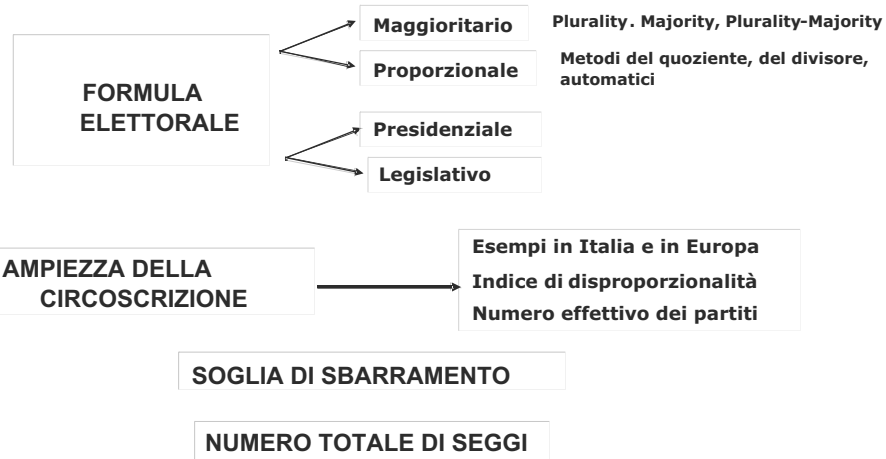 Maggioritario
Plurality. Majority, Plurality-Majority
Proporzionale
Metodi del quoziente, del divisore,
automatici
FORMULA
ELETTORALE
Presidenziale
Legislativo
AMPIEZZA DELLA
CIRCOSCRIZIONE
Esempi in Italia e in Europa
Indice di disproporzionalità
Numero effettivo dei partiti
SOGLIA DI SBARRAMENTO
NUMERO TOTALE DI SEGGI